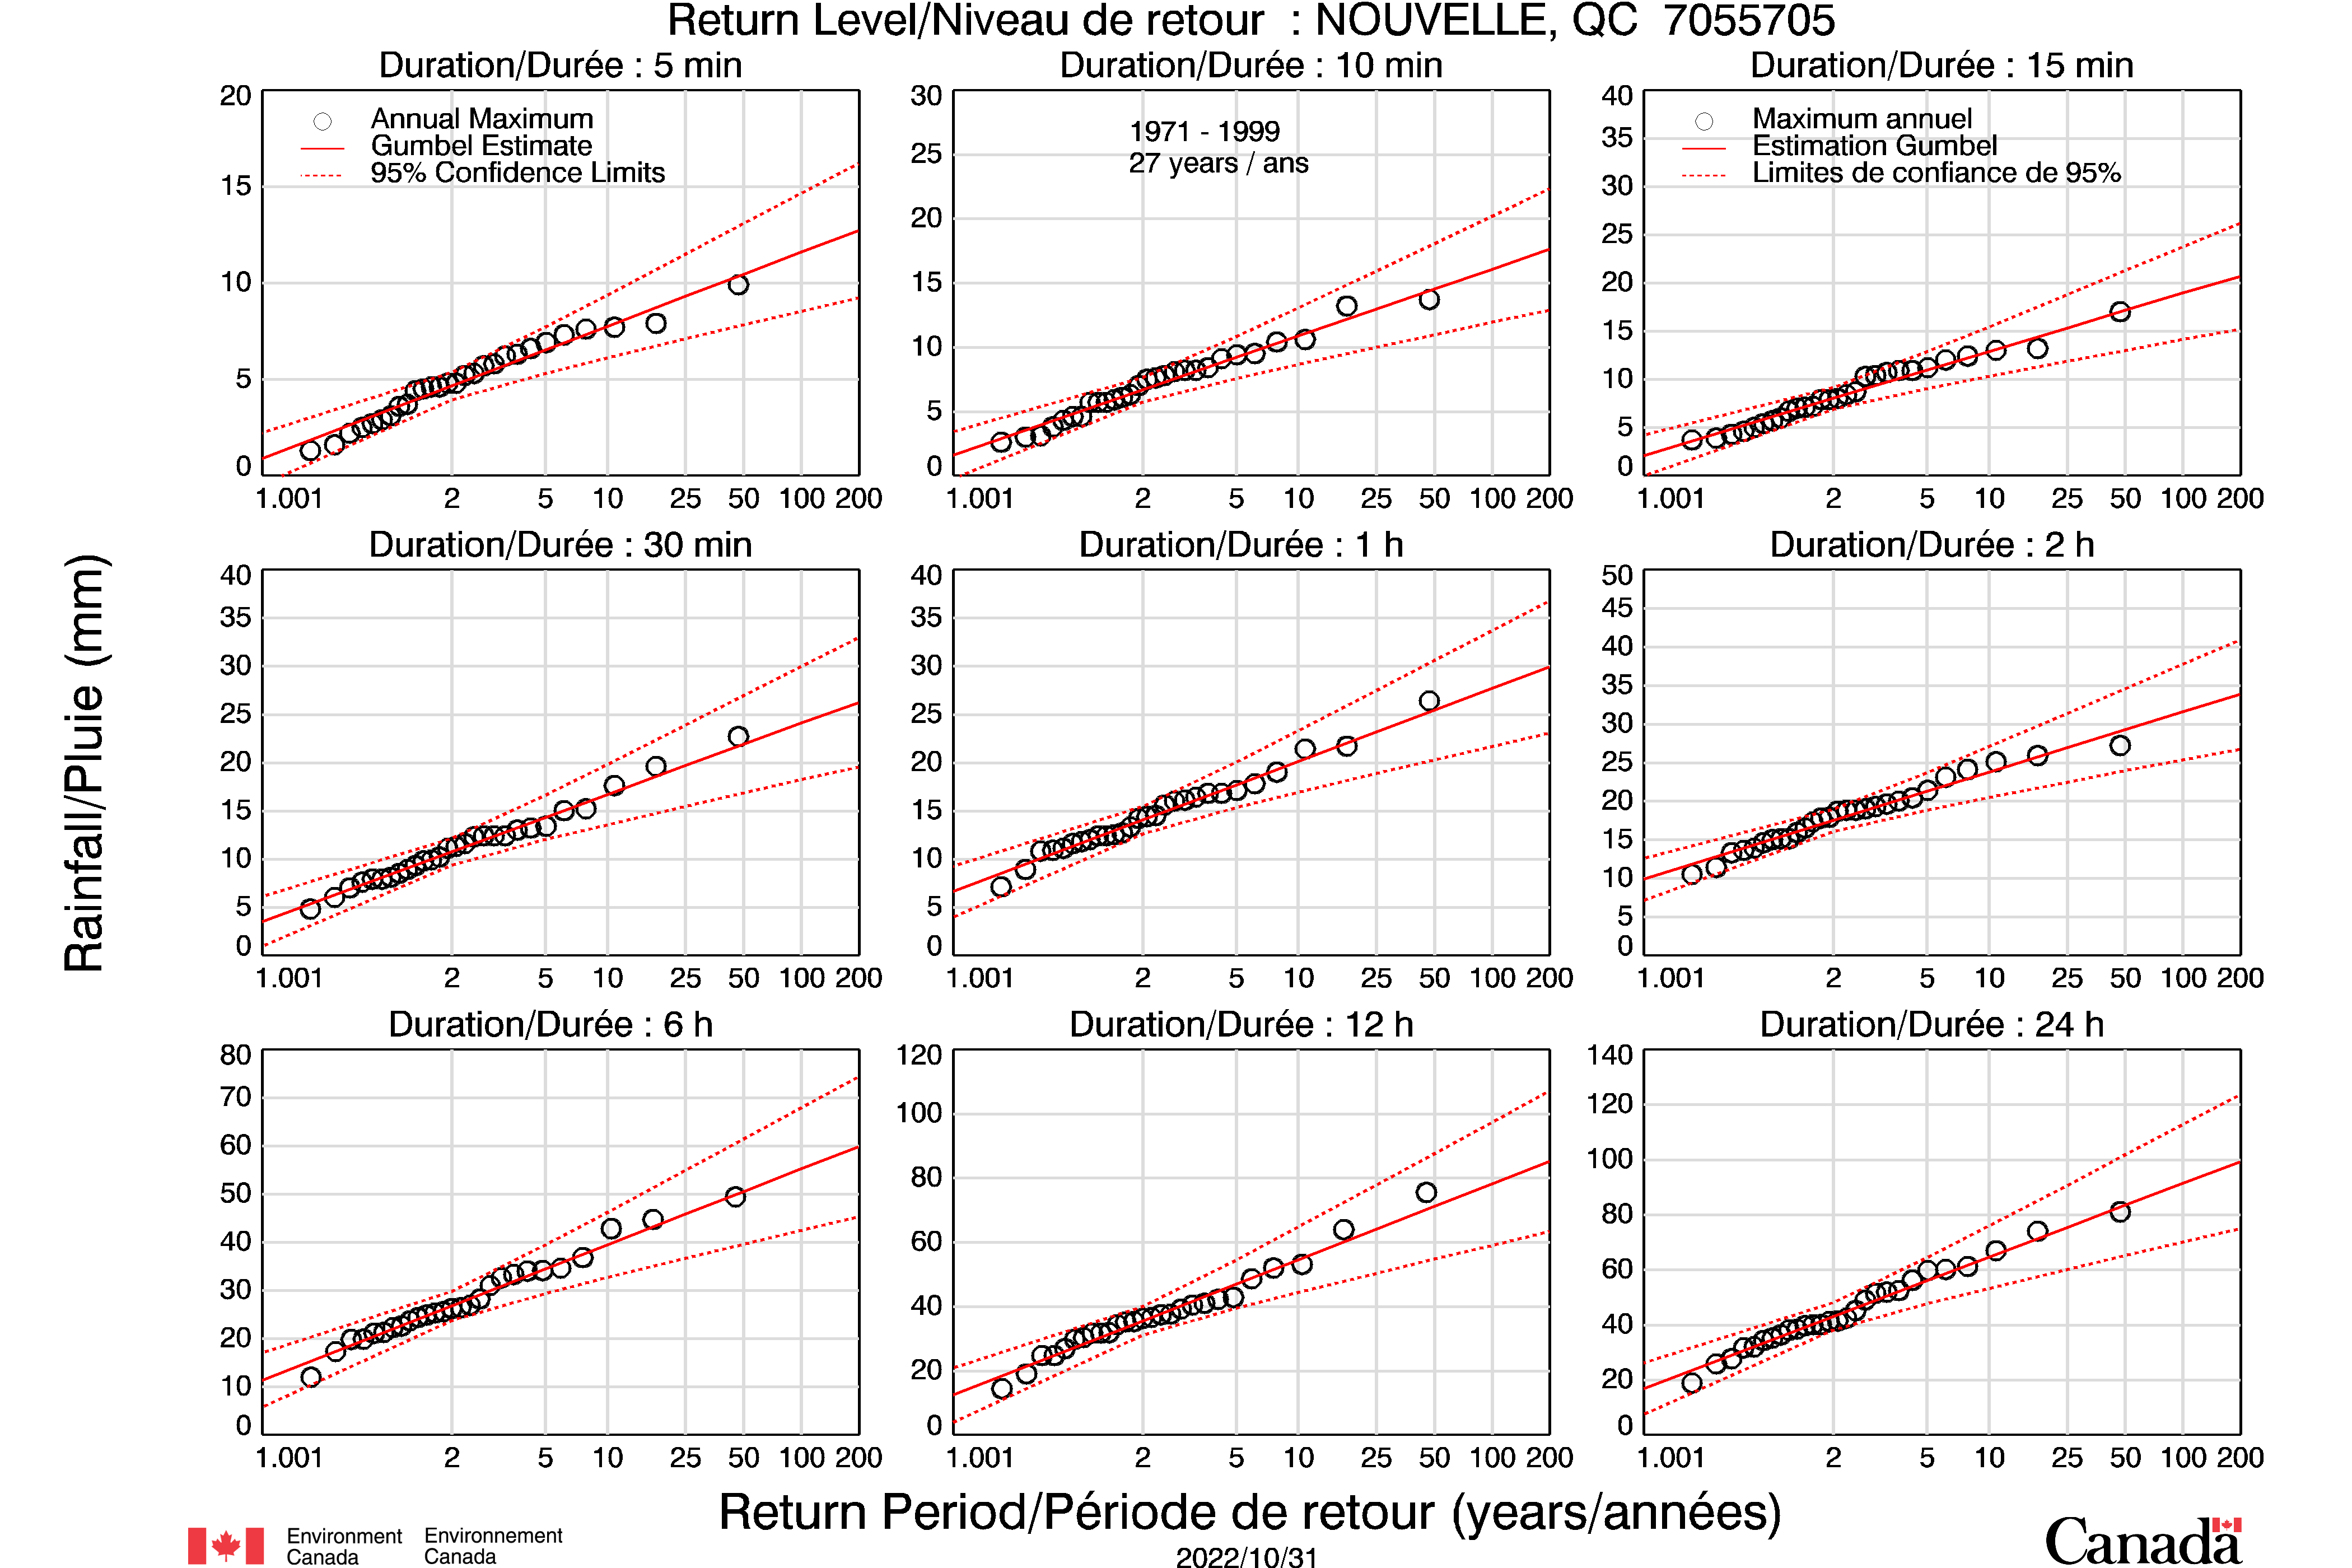 Return Level/Niveau de retour : NOUVELLE, QC 7055705
Duration/Durée : 5 min
20
15
10
5
0
Annual Maximum
Gumbel Estimate
95% Confidence Limits
1.001 2 5 10 25 50 100 200
Duration/Durée : 10 min
30
25
20
15
10
5
0
1971 - 1999
27 years / ans
1.001 2 5 10 25 50 100 200
Duration/Durée : 15 min
40
35
30
25
20
15
10
5
0
Maximum annuel
Estimation Gumbel
Limites de confiance de 95%
1.001 2 5 10 25 50 100 200
Rainfall/Pluie (mm)
Duration/Durée : 30 min
40
35
30
25
20
15
10
5
0
1.001 2 5 10 25 50 100 200
Duration/Durée : 1 h
40
35
30
25
20
15
10
5
0
1.001 2 5 10 25 50 100 200
Duration/Durée : 2 h
50
45
40
35
30
25
20
15
10
5
0
1.001 2 5 10 25 50 100 200
Duration/Durée : 6 h
80
70
60
50
40
30
20
10
0
1.001 2 5 10 25 50 100 200
Duration/Durée : 12 h
120
100
80
60
40
20
0
1.001 2 5 10 25 50 100 200
Duration/Durée : 24 h
140
120
100
80
60
40
20
0
1.001 2 5 10 25 50 100 200
Return Period/Période de retour (years/années)
Environment
Canada
Environnement
Canada
2022/10/31
Canada